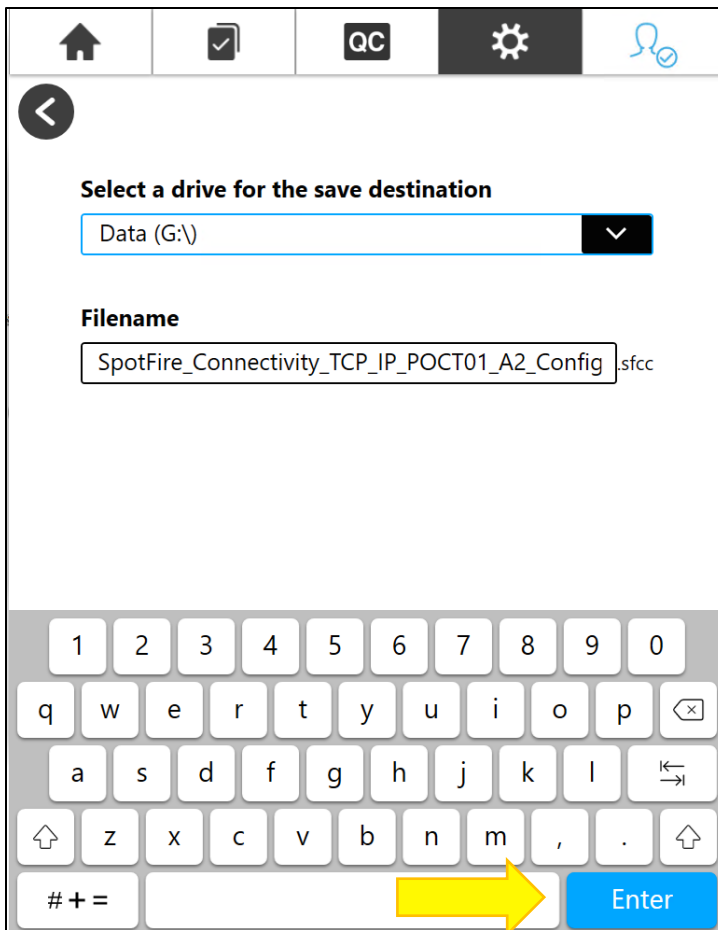 QC
Select a drive for the save destination
Data (G:\)
Filename
SpotFire_Connectivity_TCP_IP_POCT01_A2_Config .sfcc
1 2 3 4 5 6 7 8 9 0
q w e r t y u i o p
a s d f g h j k l
z x c v b n m , .
#+= Enter